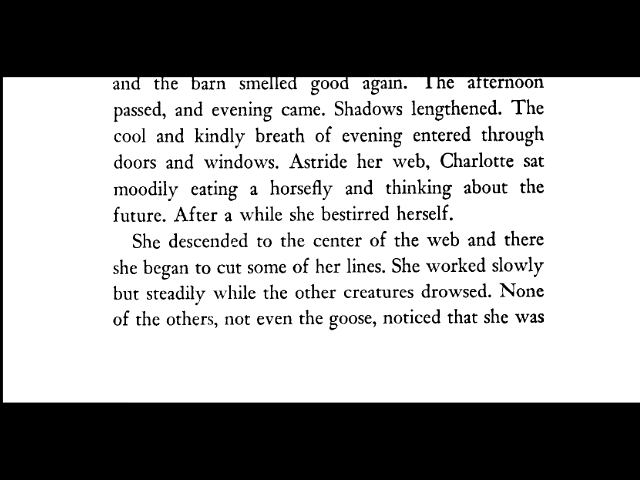 and the barn smelled good again. The afternoon
passed, and evening came. Shadows lengthened. The
cool and kindly breath of evening entered through
doors and windows. Astride her web, Charlotte sat
moodily eating a horsefly and thinking about the
future. After a while she bestirred herself.
She descended to the center of the web and there
she began to cut some of her lines. She worked slowly
but steadily while the other creatures drowsed. None
of the others, not even the goose, noticed that she was